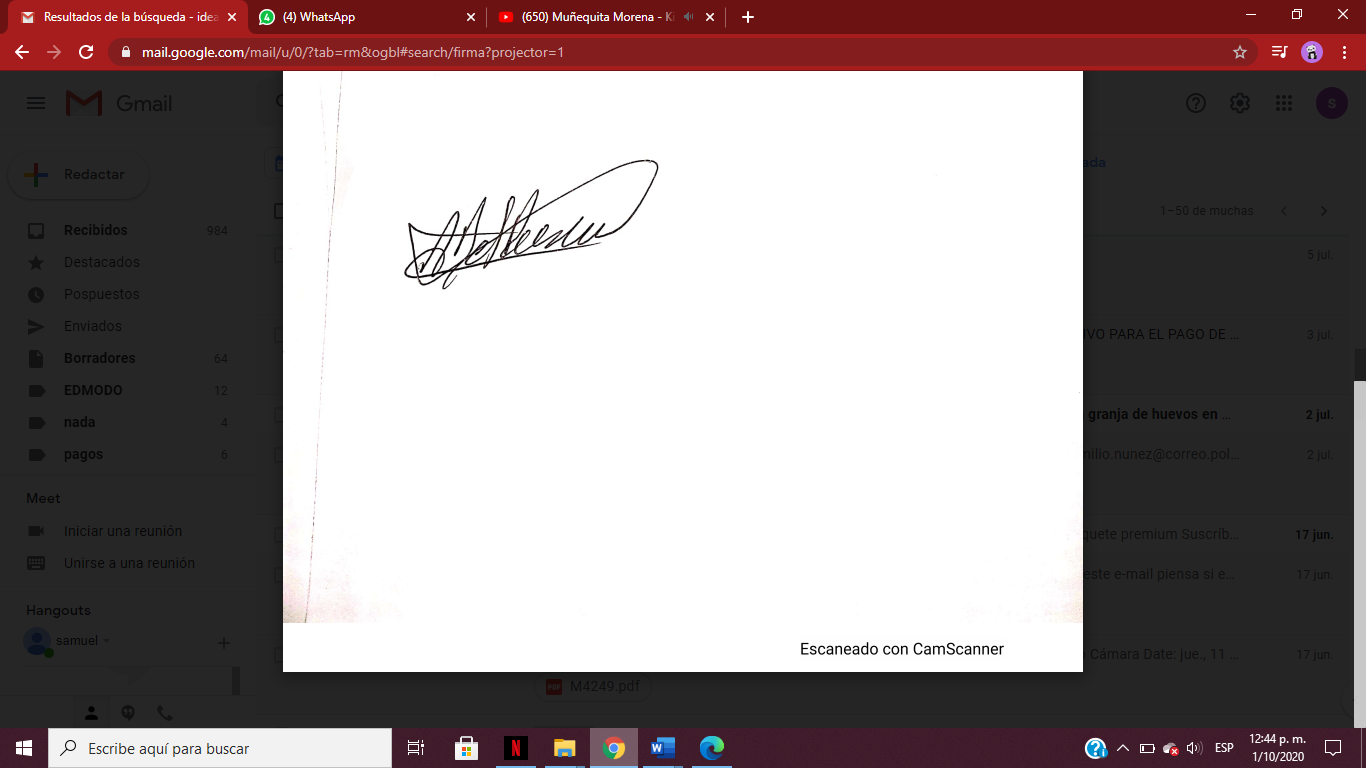 Resultados de la búsqueda - idea
(4) WhatsApp
(650) Muñequita Morena - Ki
mail.google.com/mail/u/0/?tab=rm&ogbl#search/firma?projector=1
Gmail
S
Redactar
Recibidos 984
Destacados
Pospuestos
Enviados
Borradores 64
EDMODO 12
nada 4
pagos 6
Meet
Iniciar una reunión
Unirse a una reunión
Hangouts
samuel
1–50 de muchas
5 jul.
VO PARA EL PAGO DE ... 3 jul.
granja de huevos en ... 2 jul.
nilio.nunez@correo.pol... 2 jul.
quete premium Suscrib... 17 jun.
este e-mail piensa si e... 17 jun.
Cámara Date: jue., 11 ... 17 jun.
Escaneado con CamScanner
PDF M4249.pdf
Escribe aquí para buscar
ESP
12:44 p. m.
1/10/2020